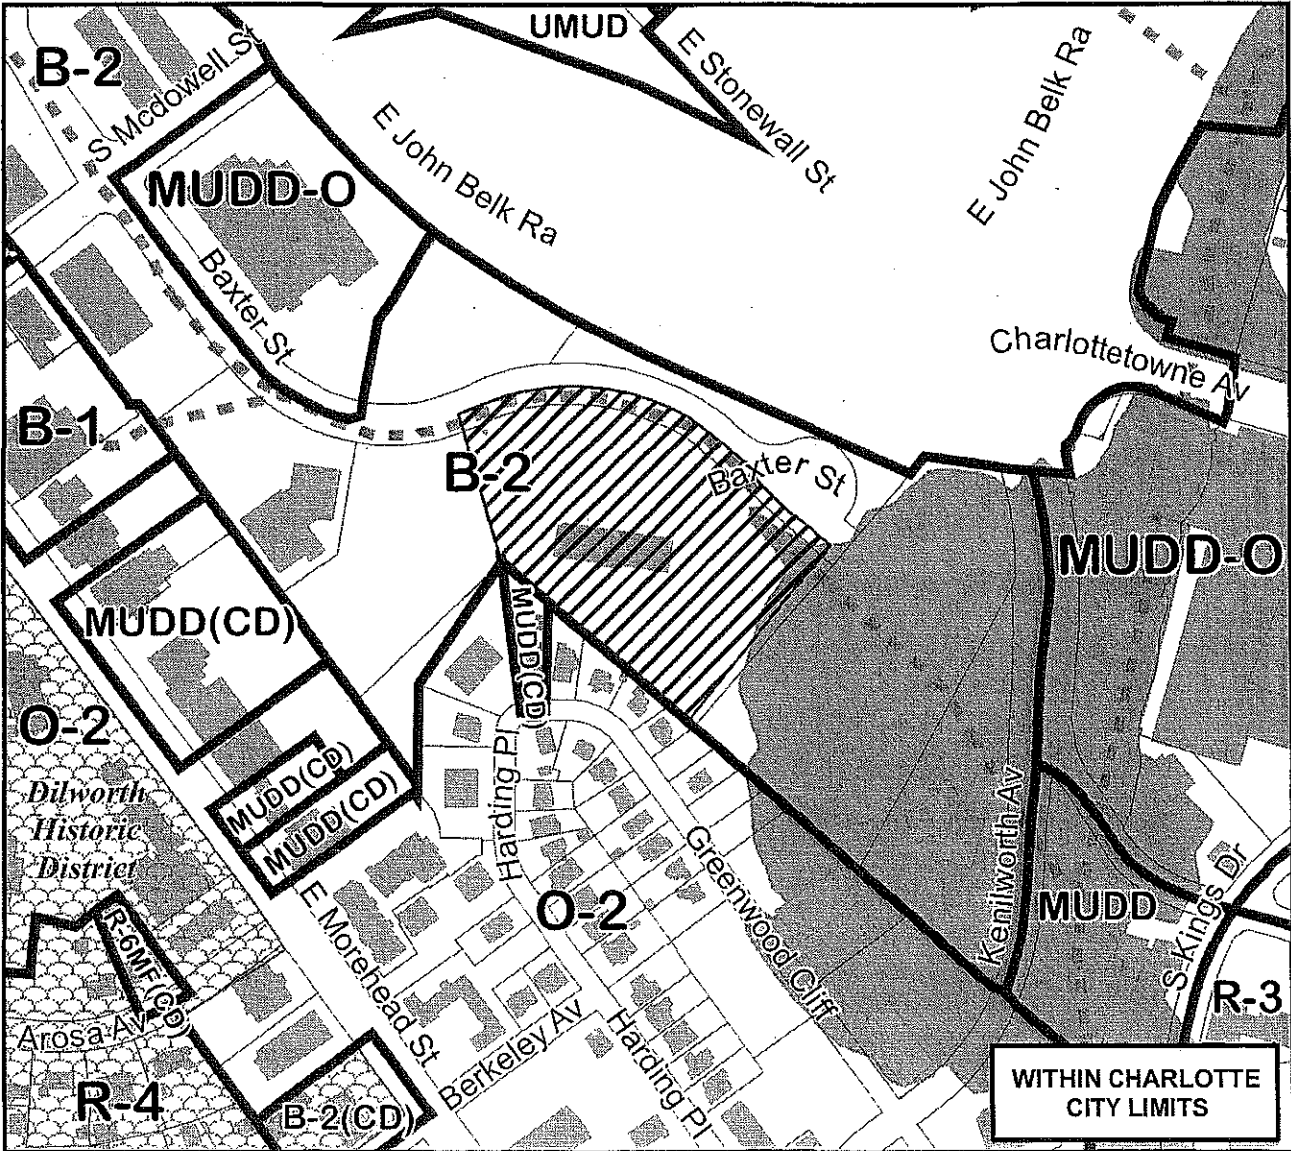 UMUD
B-2
S Mcdowell St
E Stonewall St
E John Belk Ra
E John Belk Ra
MUDD-O
Baxter St
Charlottetowne Av
B-1
B-2
Baxter St
MUDD-O
MUDD(CD)
MUDD(CD)
O-2
Dilworth
Historic
District
MUDD(CD)
MUDD(CD)
Harding Pl
Greenwood Cliff
Kenilworth Av
O-2
MUDD
S Kings Dr
R-6MF(CD)
E Morehead St
R-3
Arosa Av
Berkeley Av
Harding Pl
R-4
B-2(CD)
WITHIN CHARLOTTE
CITY LIMITS